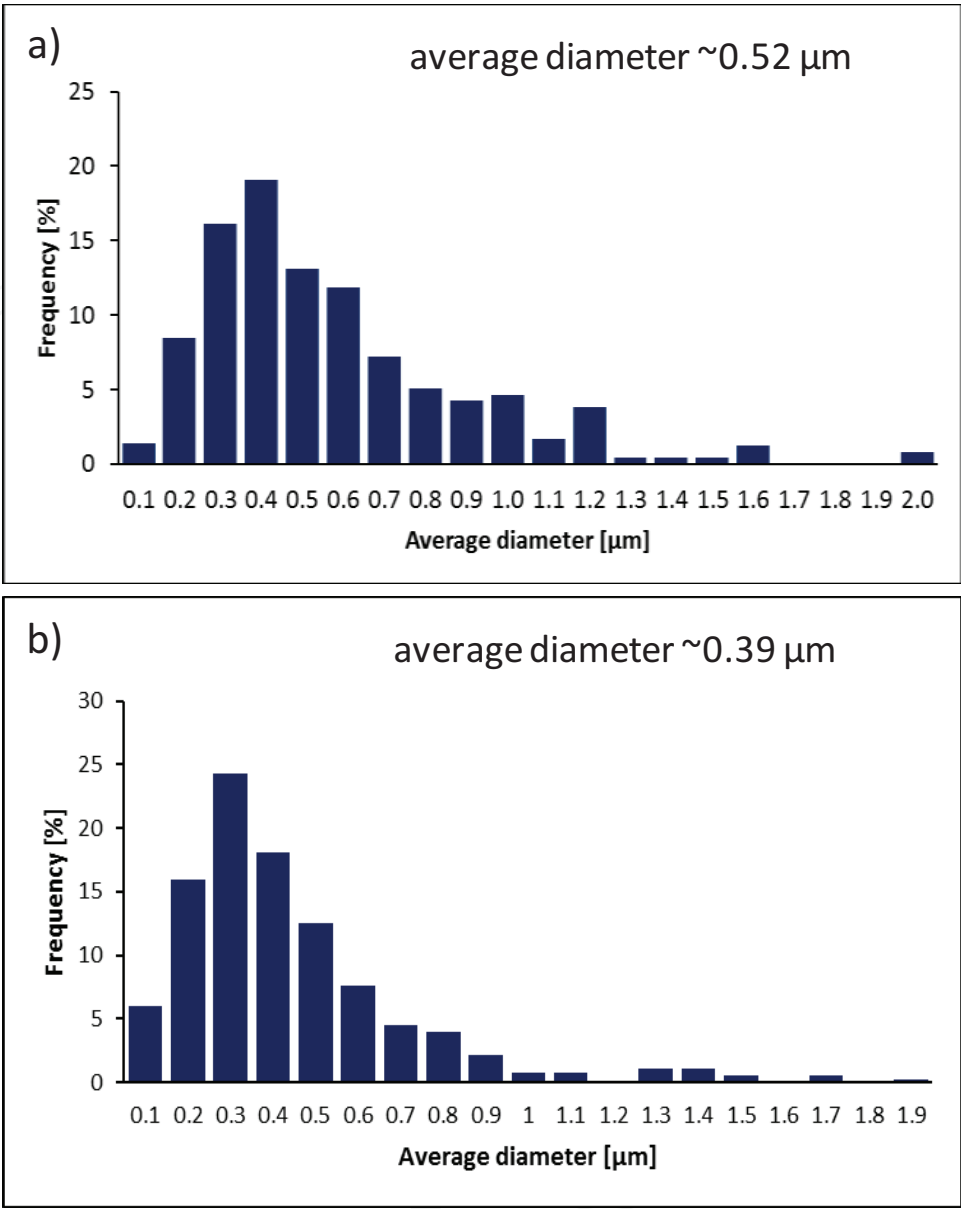 a)
average diameter ~0.52 µm
25
20
15
10
5
0
Frequency [%]
0.1 0.2 0.3 0.4 0.5 0.6 0.7 0.8 0.9 1.0 1.1 1.2 1.3 1.4 1.5 1.6 1.7 1.8 1.9 2.0
Average diameter [µm]
b)
average diameter ~0.39 µm
30
25
20
15
10
5
0
Frequency [%]
0.1 0.2 0.3 0.4 0.5 0.6 0.7 0.8 0.9 1 1.1 1.2 1.3 1.4 1.5 1.6 1.7 1.8 1.9
Average diameter [µm]